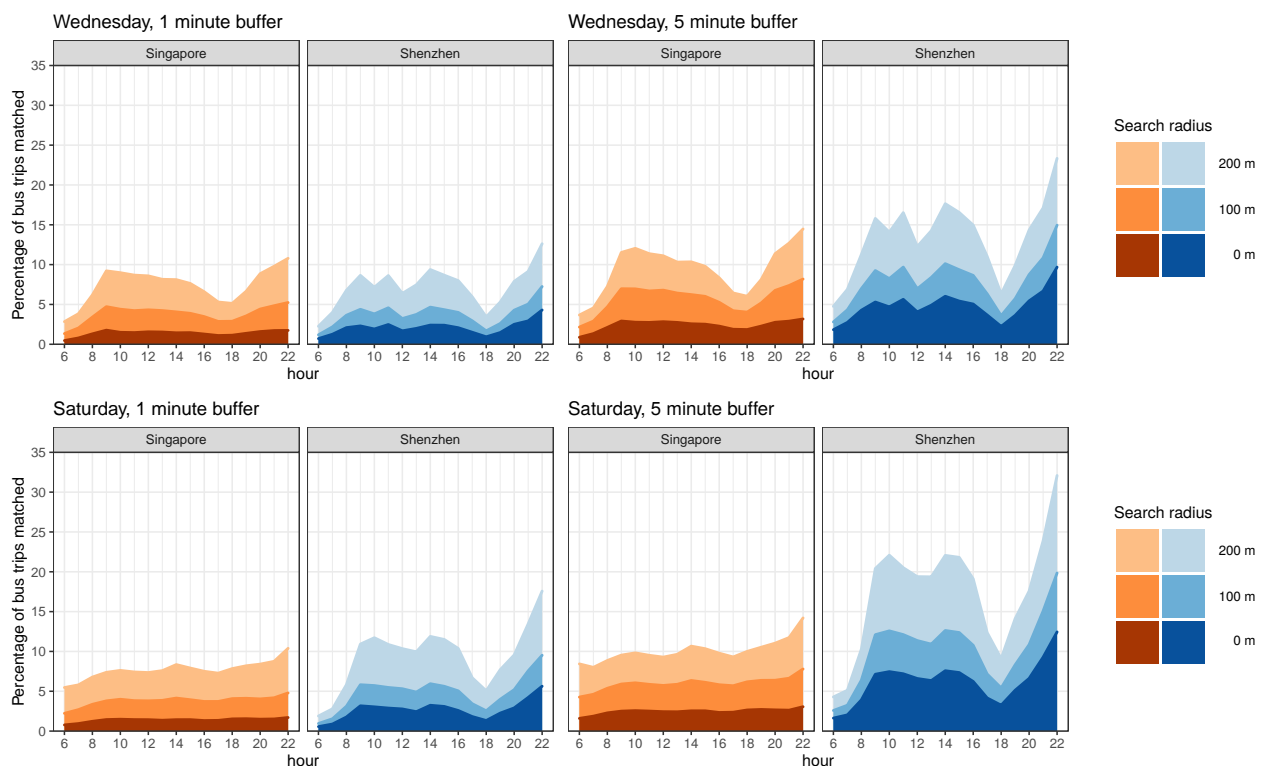 Wednesday, 1 minute buffer
Wednesday, 5 minute buffer
Singapore
Shenzhen
Singapore
Shenzhen
Percentage of bus trips matched
35
30
25
20
15
10
5
0
6 8 10 12 14 16 18 20 22
6 8 10 12 14 16 18 20 22
6 8 10 12 14 16 18 20 22
6 8 10 12 14 16 18 20 22
hour
hour
Search radius
200 m
100 m
0 m
Saturday, 1 minute buffer
Saturday, 5 minute buffer
Singapore
Shenzhen
Singapore
Shenzhen
Percentage of bus trips matched
35
30
25
20
15
10
5
0
6 8 10 12 14 16 18 20 22
6 8 10 12 14 16 18 20 22
6 8 10 12 14 16 18 20 22
6 8 10 12 14 16 18 20 22
hour
hour
Search radius
200 m
100 m
0 m